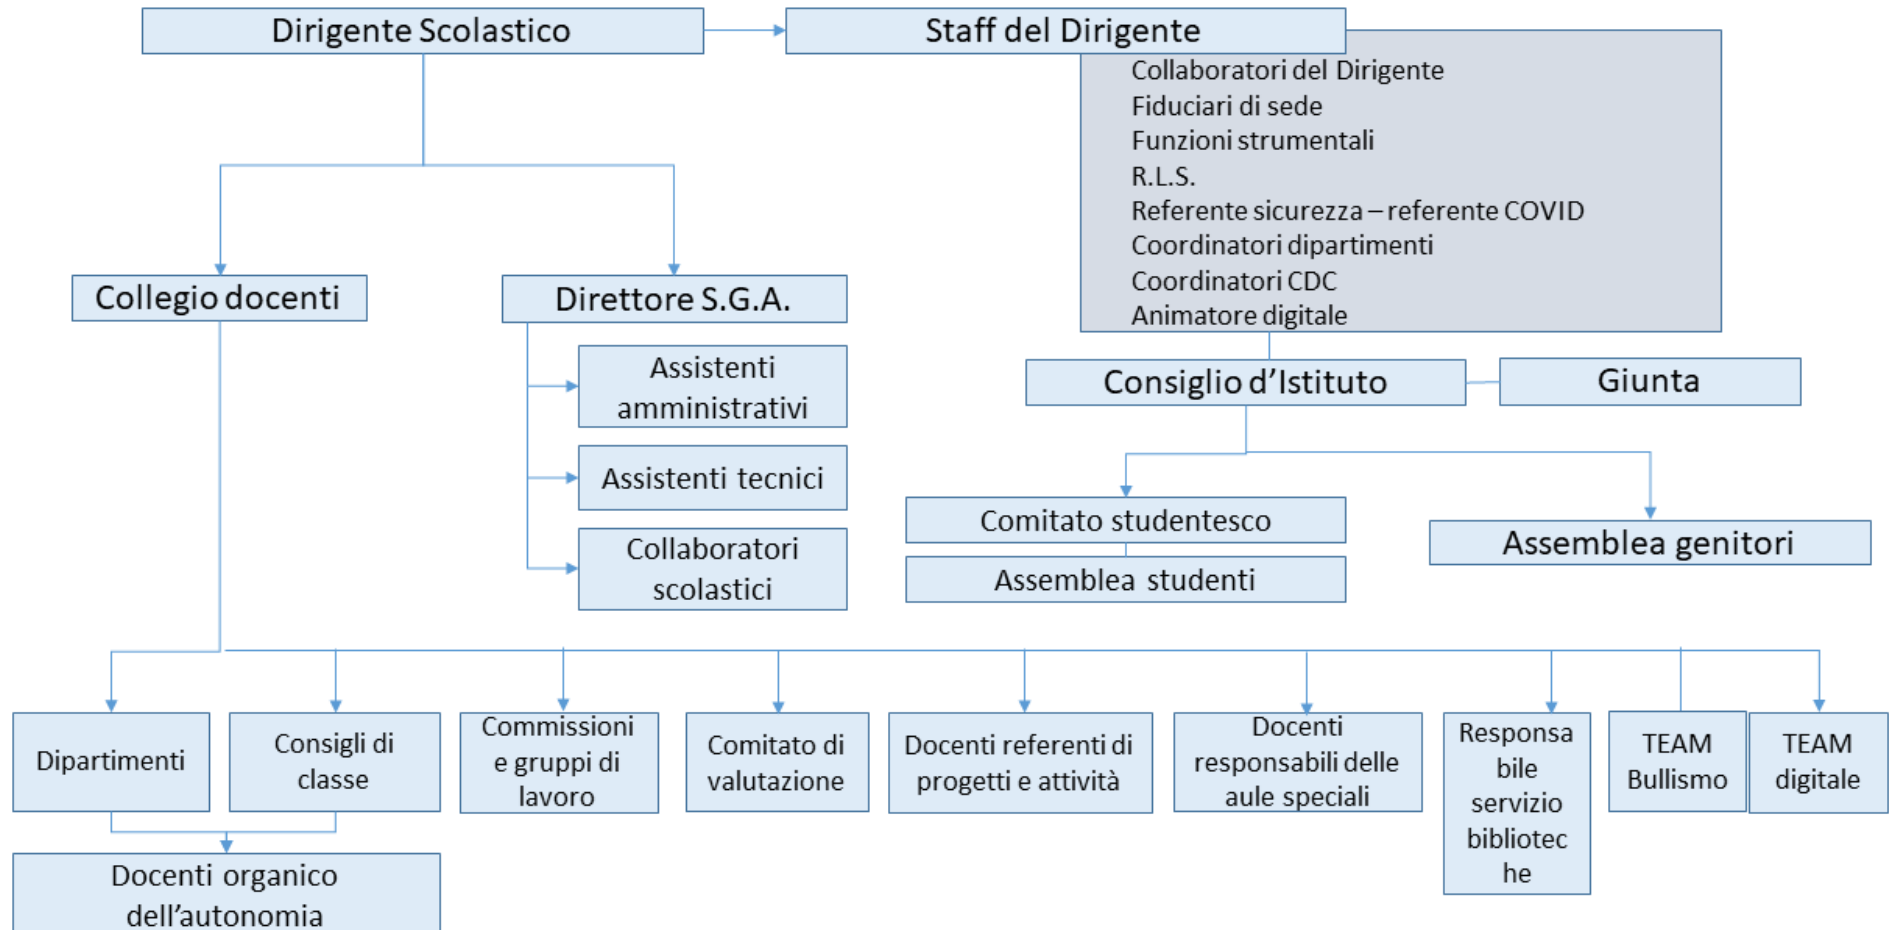 Dirigente Scolastico
Staff del Dirigente
Collaboratori del Dirigente
Fiduciari di sede
Funzioni strumentali
R.L.S.
Referente sicurezza – referente COVID
Coordinatori dipartimenti
Coordinatori CDC
Animatore digitale
Collegio docenti
Direttore S.G.A.
Assistenti
amministrativi
Assistenti tecnici
Collaboratori
scolastici
Consiglio d’Istituto
Giunta
Comitato studentesco
Assemblea studenti
Assemblea genitori
Dipartimenti
Consigli di
classe
Commissioni
e gruppi di
lavoro
Comitato di
valutazione
Docenti referenti di
progetti e attività
Docenti
responsabili delle
aule speciali
Responsa
bile
servizio
bibliotec
he
TEAM
Bullismo
TEAM
digitale
Docenti organico
dell’autonomia